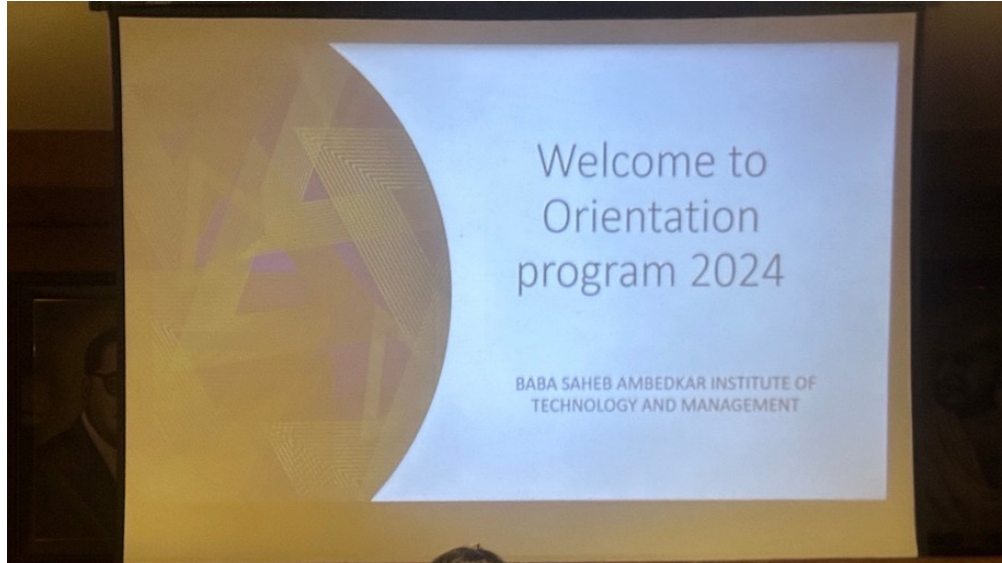 Welcome to
Orientation
program 2024
BABA SAHEB AMBEDKAR INSTITUTE OF
TECHNOLOGY AND MANAGEMENT